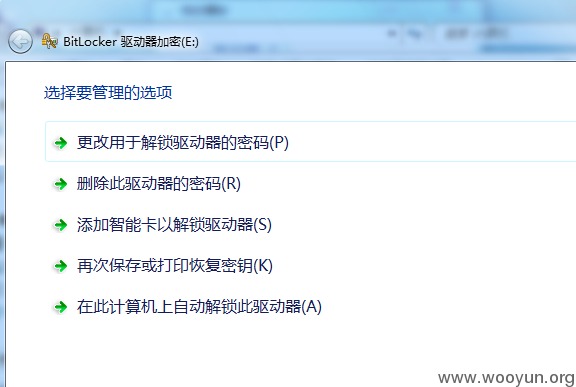 BitLocker 驱动器加密(E:)
选择要管理的选项
更改用于解锁驱动器的密码(P)
删除此驱动器的密码(R)
添加智能卡以解锁驱动器(S)
再次保存或打印恢复密钥(K)
在此计算机上自动解锁此驱动器(A)
www.wooyun.org